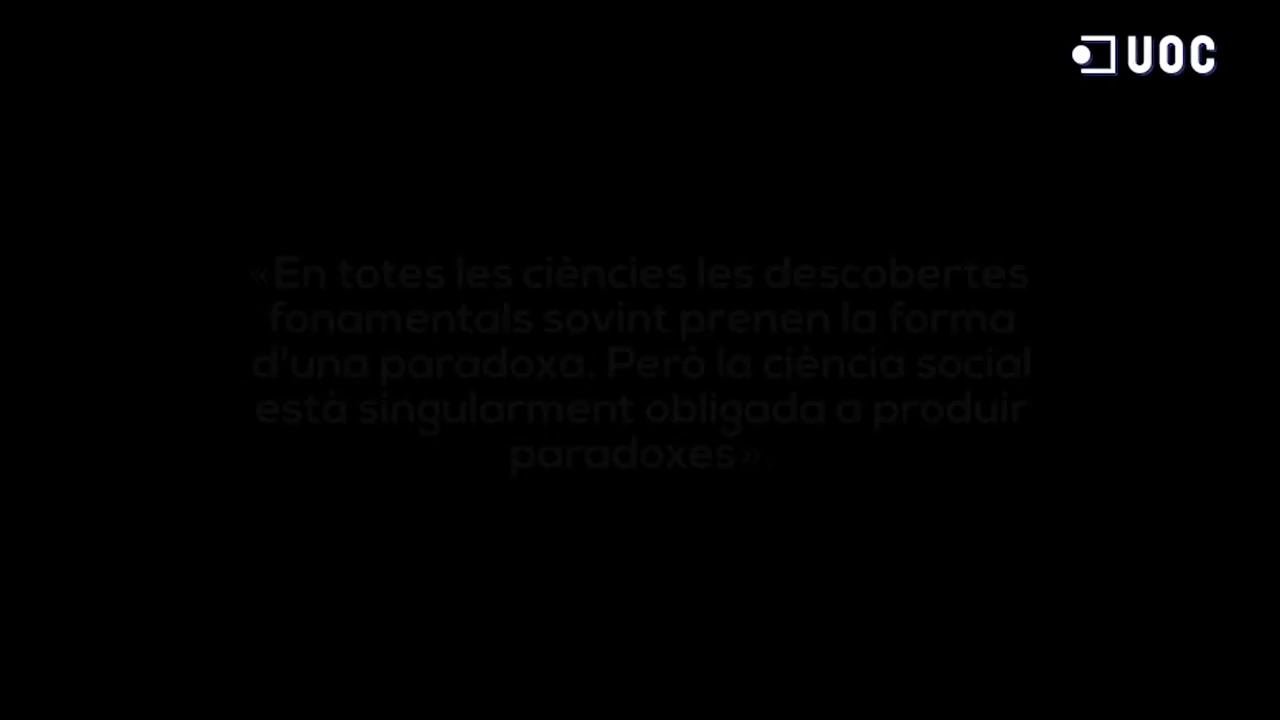 UOC
«En totes les ciències les descobertes
fonamentals sovint prenen la forma
d'una paradoxa. Però la ciència social
està singularment obligada a produir
paradoxes».